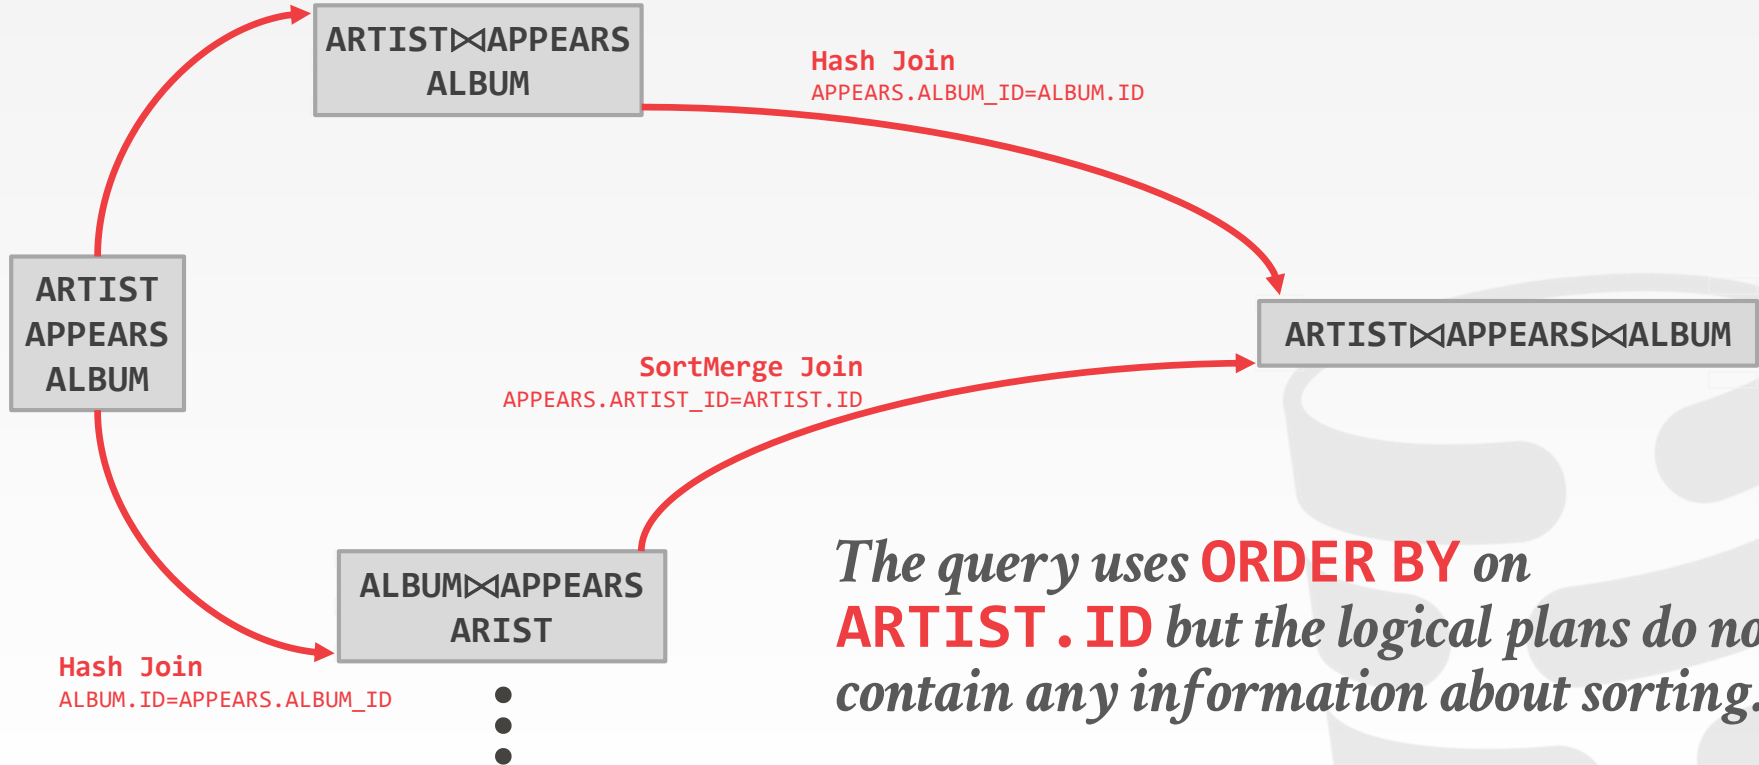 ARTIST⋈APPEARS
ALBUM
Hash Join
APPEARS.ALBUM_ID=ALBUM.ID
ARTIST
APPEARS
ALBUM
ARTIST⋈APPEARS⋈ALBUM
SortMerge Join
APPEARS.ARTIST_ID=ARTIST.ID
ALBUM⋈APPEARS
ARIST
Hash Join
ALBUM.ID=APPEARS.ALBUM_ID
The query uses ORDER BY on
ARTIST.ID but the logical plans do no
contain any information about sorting.